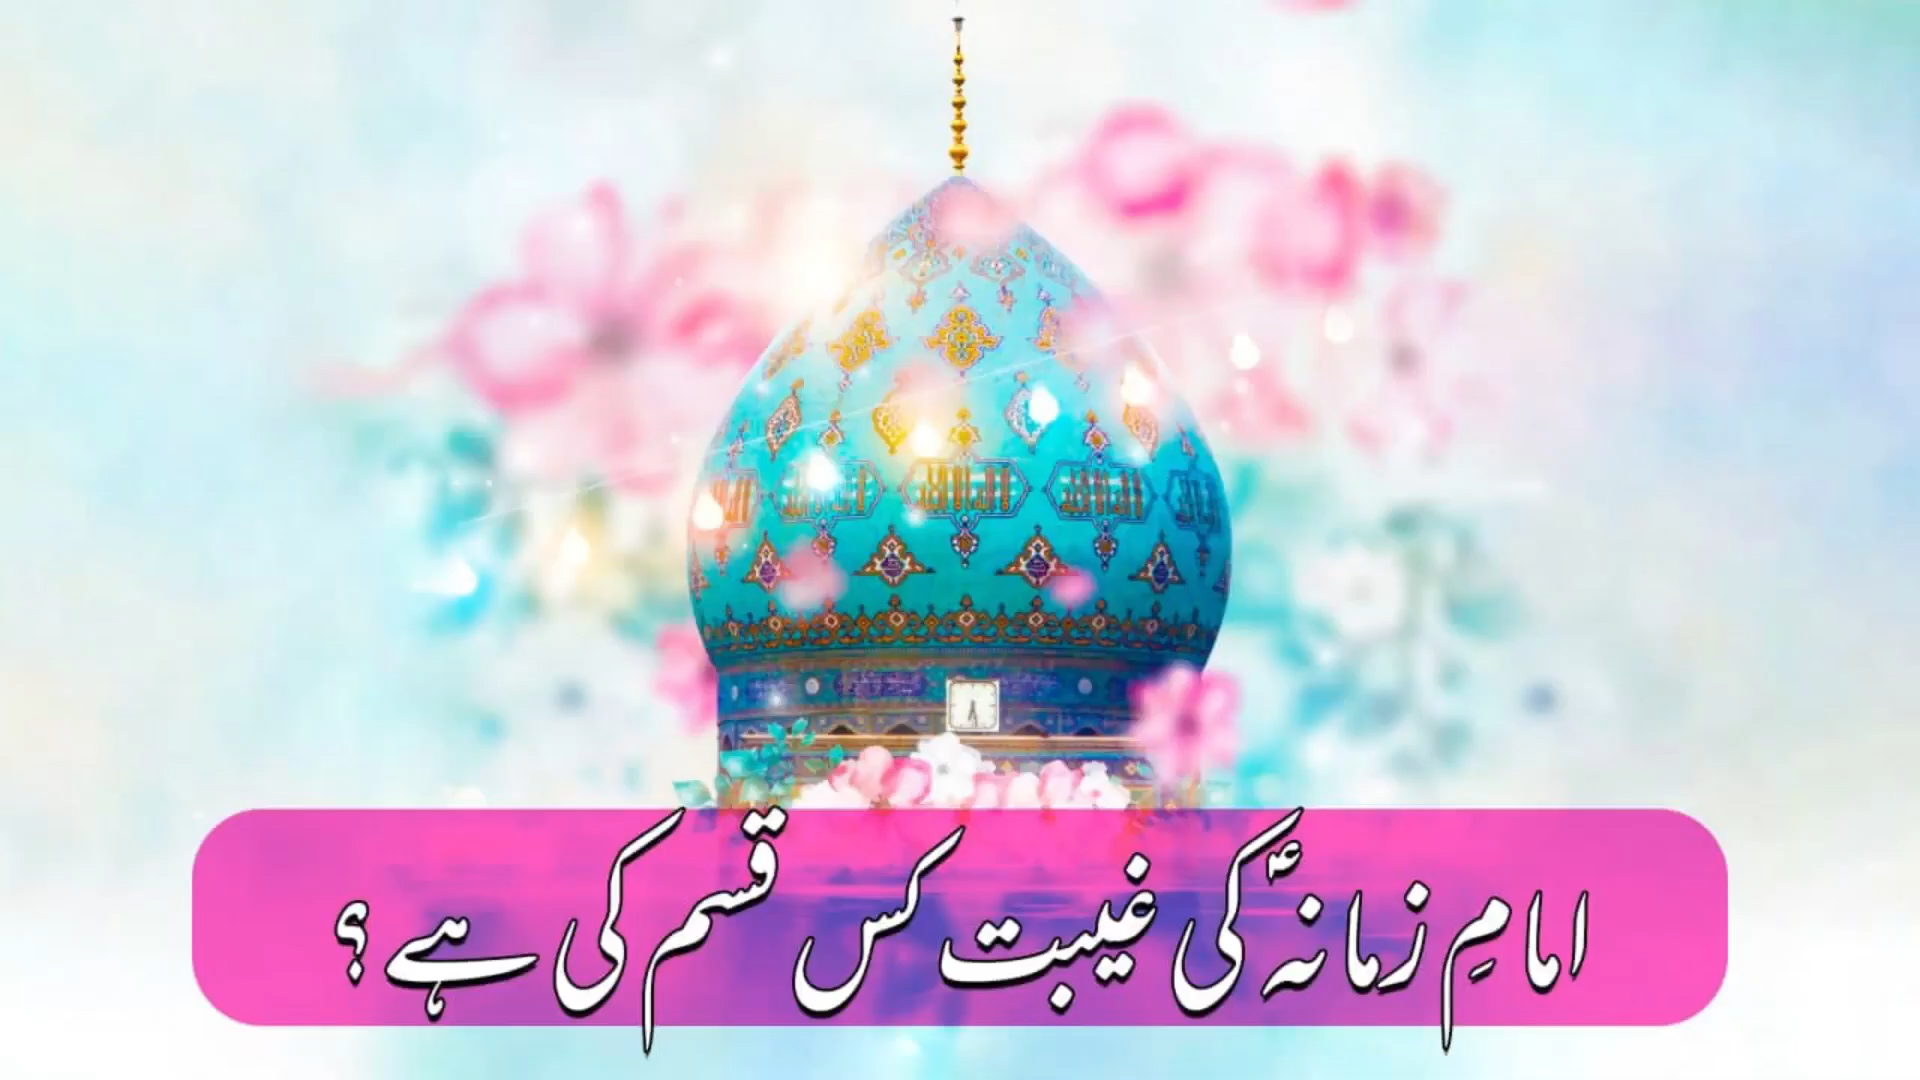 امامِ زمانہؑ کی غیبت کس قسم کی ہے؟